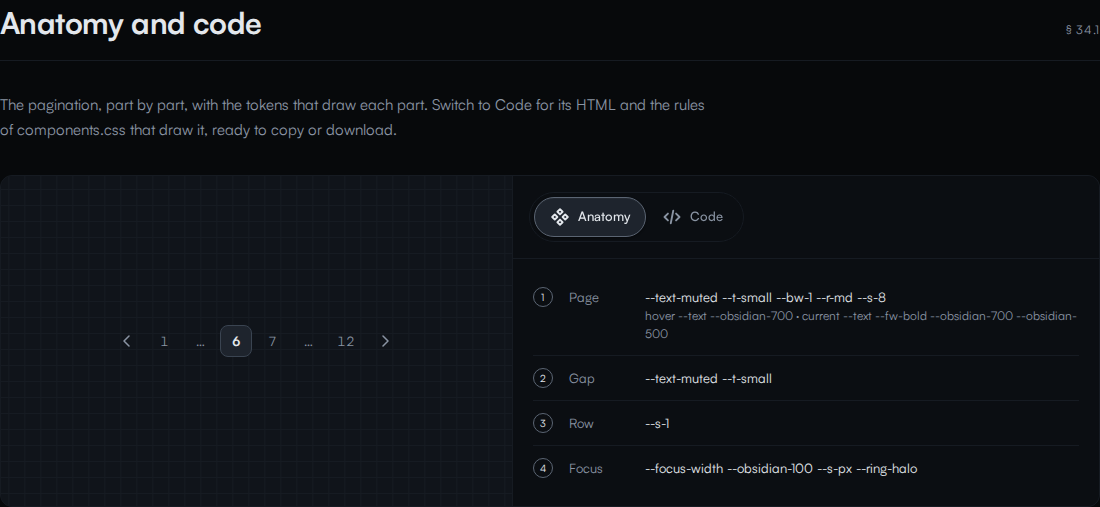 Anatomy and code
§ 34.1
The pagination, part by part, with the tokens that draw each part. Switch to Code for its HTML and the rules
of components.css that draw it, ready to copy or download.
Anatomy
Code
1 … 6 7 … 12
1 Page --text-muted --t-small --bw-1 --r-md --s-8
hover --text --obsidian-700 · current --text --fw-bold --obsidian-700 --obsidian-
500
2 Gap --text-muted --t-small
3 Row --s-1
4 Focus --focus-width --obsidian-100 --s-px --ring-halo